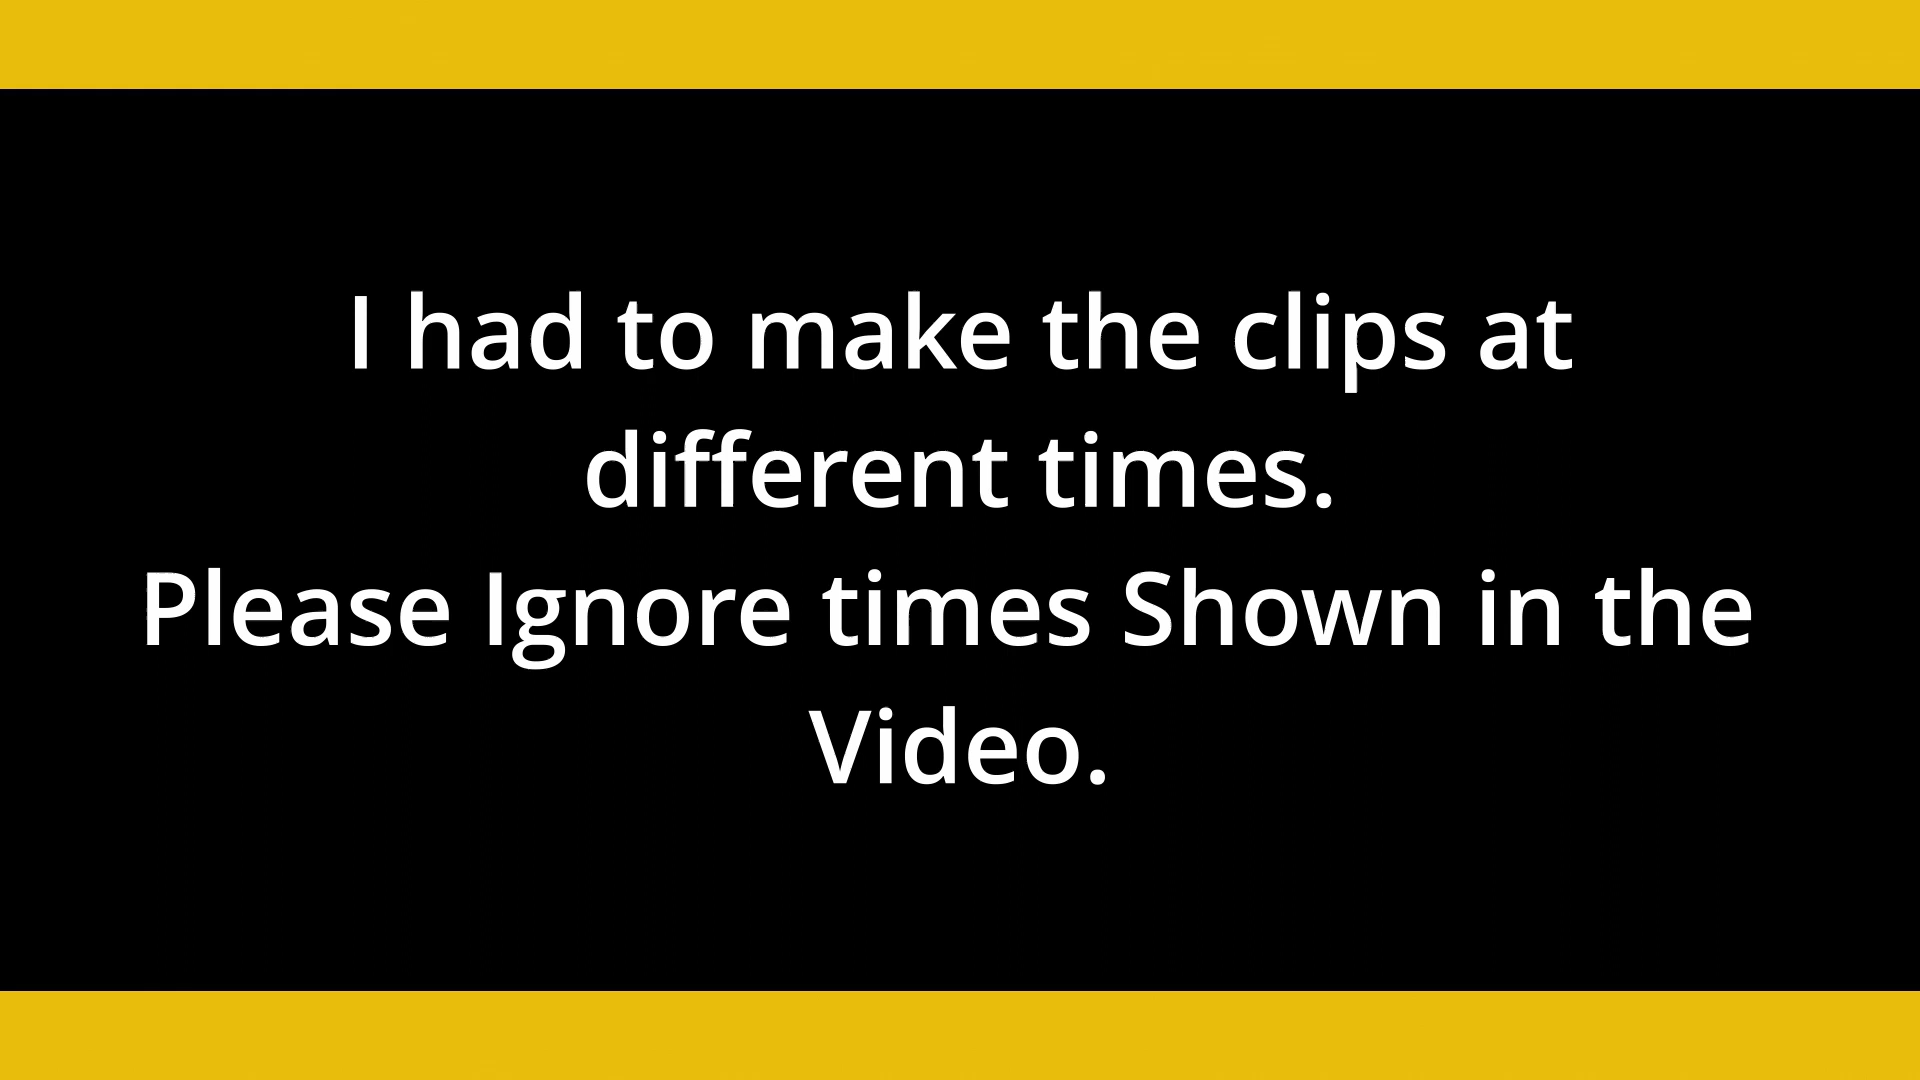 I had to make the clips at
different times.
Please Ignore times Shown in the
Video.